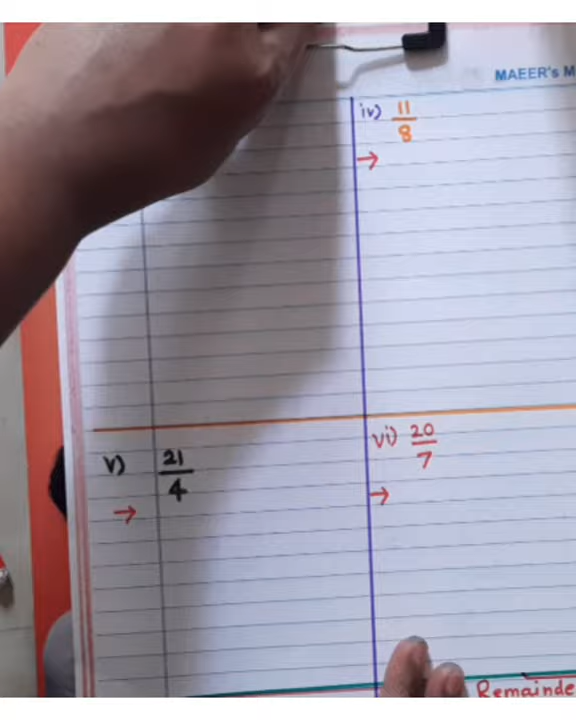 MAEER's M
iv) 11/8
→
v) 21/4
→
vi) 20/7
→
Remainde